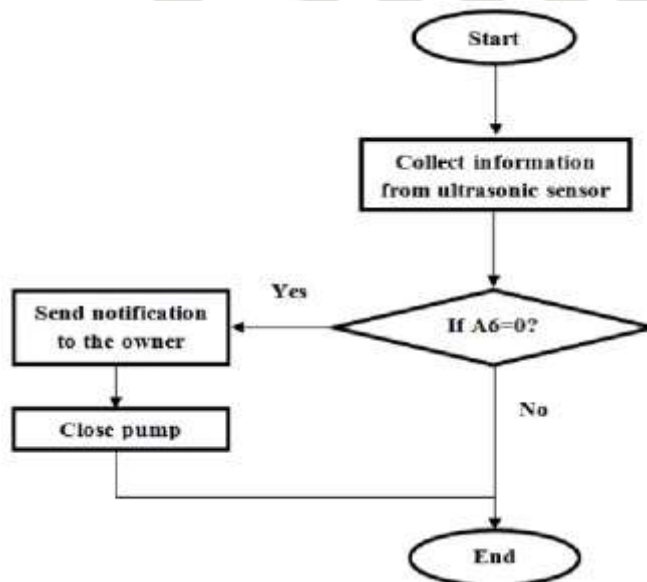 Start
Collect information
from ultrasonic sensor
If A6=0?
Yes
Send notification
to the owner
Close pump
No
End